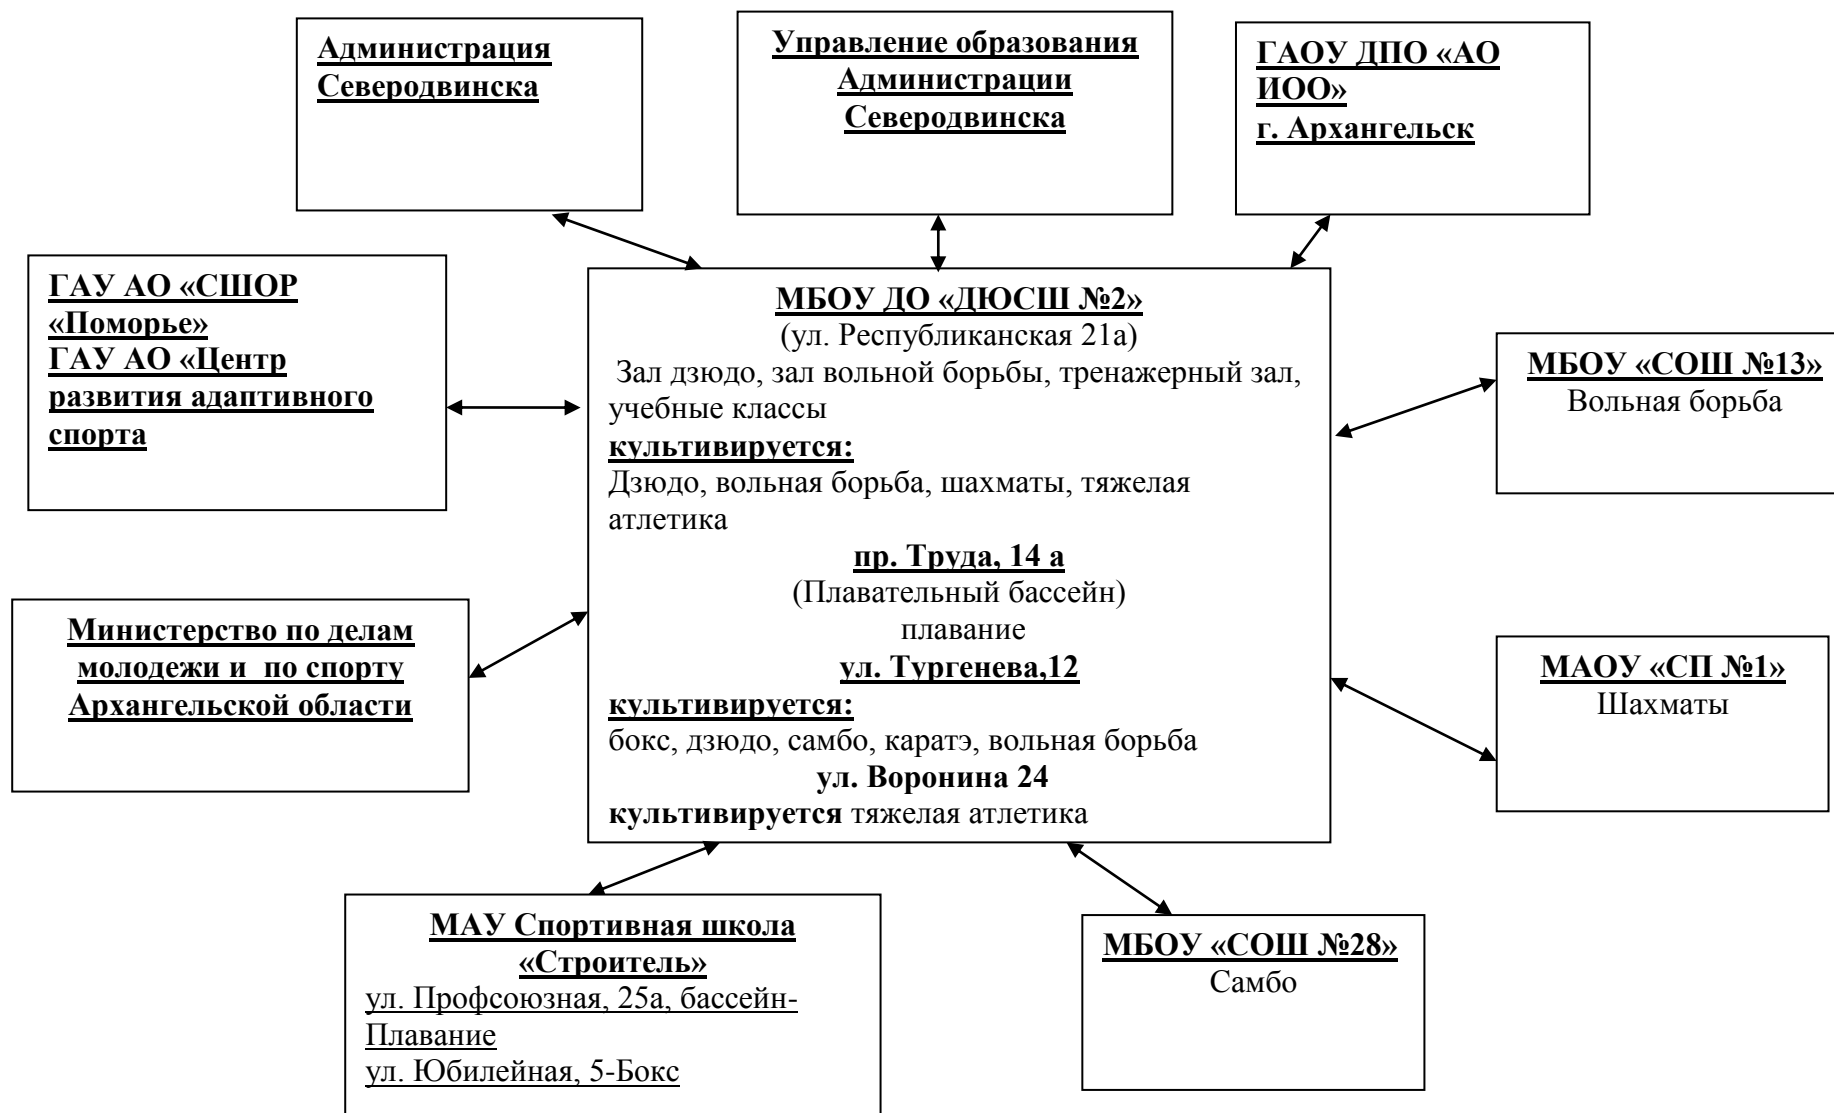 Администрация
Северодвинска
Управление образования
Администрации
Северодвинска
ГАОУ ДПО «АО
ИОО»
г. Архангельск
ГАУ АО «СШОР
«Поморье»
ГАУ АО «Центр
развития адаптивного
спорта
МБОУ ДО «ДЮСШ №2»
(ул. Республиканская 21а)
Зал дзюдо, зал вольной борьбы, тренажерный зал,
учебные классы
культивируется:
Дзюдо, вольная борьба, шахматы, тяжелая
атлетика
пр. Труда, 14 а
(Плавательный бассейн)
плавание
ул. Тургенева,12
культивируется:
бокс, дзюдо, самбо, каратэ, вольная борьба
ул. Воронина 24
культивируется тяжелая атлетика
МБОУ «СОШ №13»
Вольная борьба
Министерство по делам
молодежи и  по спорту
Архангельской области
МАОУ «СП №1»
Шахматы
МАУ Спортивная школа
«Строитель»
ул. Профсоюзная, 25а, бассейн-
Плавание
ул. Юбилейная, 5-Бокс
МБОУ «СОШ №28»
Самбо